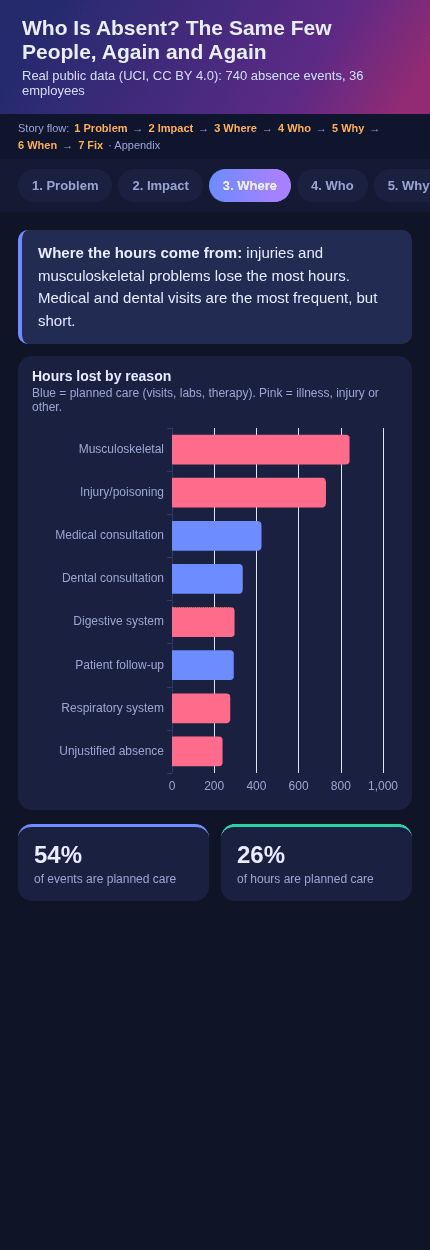 Who Is Absent? The Same Few
People, Again and Again
Real public data (UCI, CC BY 4.0): 740 absence events, 36
employees
Story flow: 1 Problem → 2 Impact → 3 Where → 4 Who → 5 Why →
6 When → 7 Fix · Appendix
1. Problem 2. Impact 3. Where 4. Who 5. Why
Where the hours come from: injuries and
musculoskeletal problems lose the most hours.
Medical and dental visits are the most frequent, but
short.
Hours lost by reason
Blue = planned care (visits, labs, therapy). Pink = illness, injury or
other.
Musculoskeletal
Injury/poisoning
Medical consultation
Dental consultation
Digestive system
Patient follow-up
Respiratory system
Unjustified absence
0 200 400 600 800 1,000
54%
of events are planned care
26%
of hours are planned care